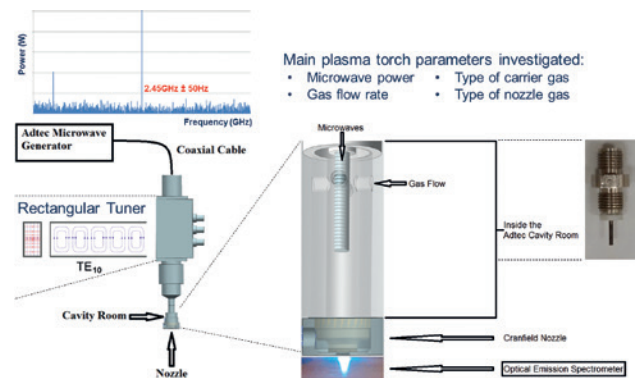 Power (W)
2.45GHz ± 50Hz
Frequency (GHz)
Main plasma torch parameters investigated:
• Microwave power
• Type of carrier gas
• Gas flow rate
• Type of nozzle gas
Adtec Microwave
Generator
Coaxial Cable
Microwaves
Gas Flow
Rectangular Tuner
TE10
Inside the
Adtec Cavity Room
Cavity Room
Nozzle
Cranfield Nozzle
Optical Emission Spectrometer